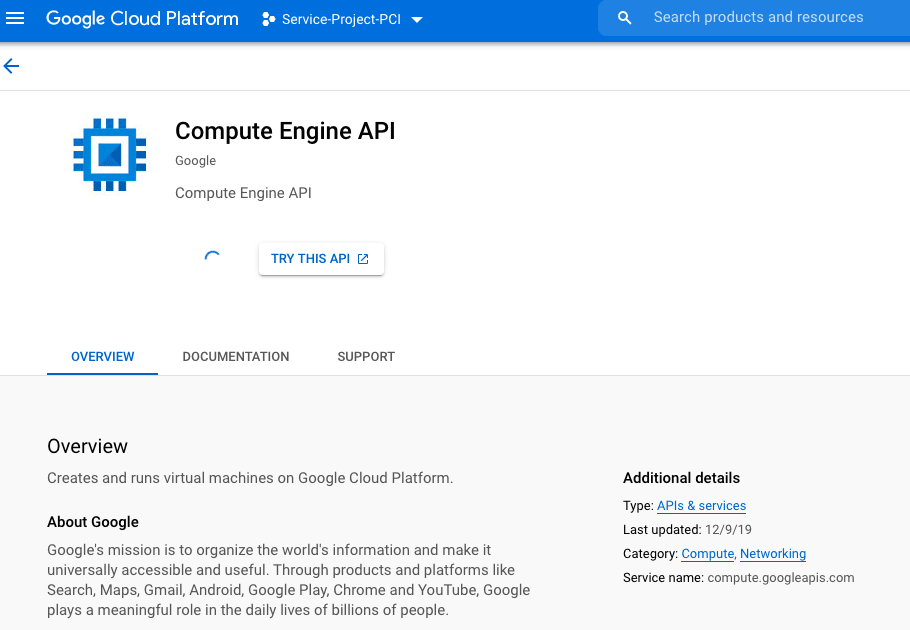 Google Cloud Platform
Service-Project-PCI
Search products and resources
Compute Engine API
Google
Compute Engine API
TRY THIS API
OVERVIEW
DOCUMENTATION
SUPPORT
Overview
Creates and runs virtual machines on Google Cloud Platform.
About Google
Google's mission is to organize the world's information and make it
universally accessible and useful. Through products and platforms like
Search, Maps, Gmail, Android, Google Play, Chrome and YouTube, Google
plays a meaningful role in the daily lives of billions of people.
Additional details
Type: APIs & services
Last updated: 12/9/19
Category: Compute, Networking
Service name: compute.googleapis.com